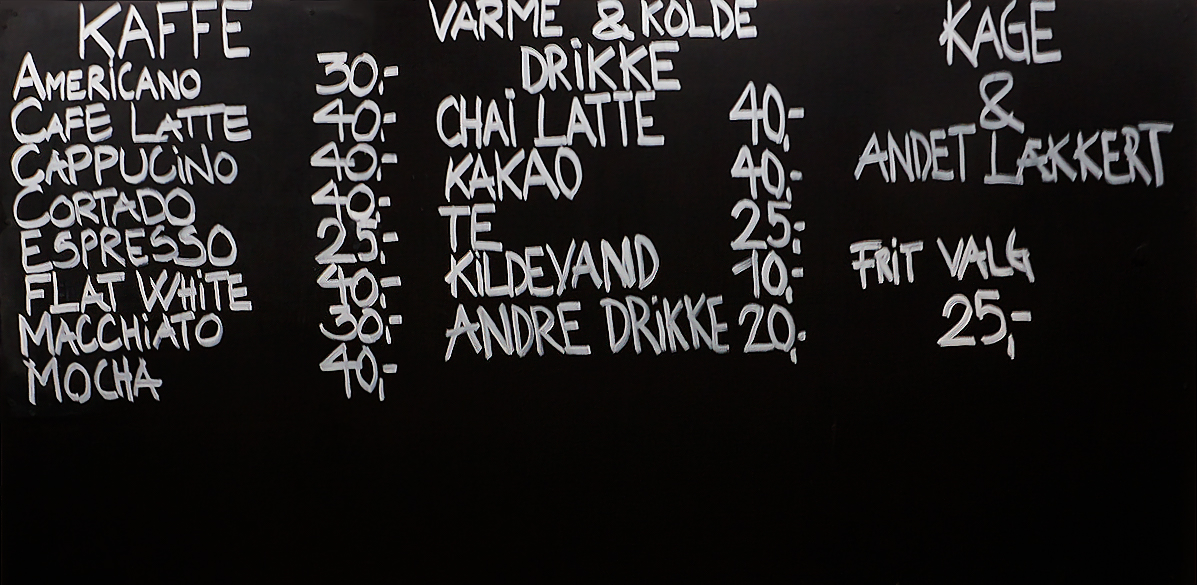 KAFFE
AMERICANO 30,-
CAFE LATTE 40,-
CAPPUCINO 40,-
CORTADO 40,-
ESPRESSO 25,-
FLAT WHITE 40,-
MACCHIATO 30,-
MOCHA 40,-
VARME & KOLDE
DRIKKE
CHAI LATTE 40,-
KAKAO 40,-
TE 25,-
KILDEVAND 10,-
ANDRE DRIKKE 20,-
KAGE
&
ANDET LÆKKERT
FRIT VALG
25,-